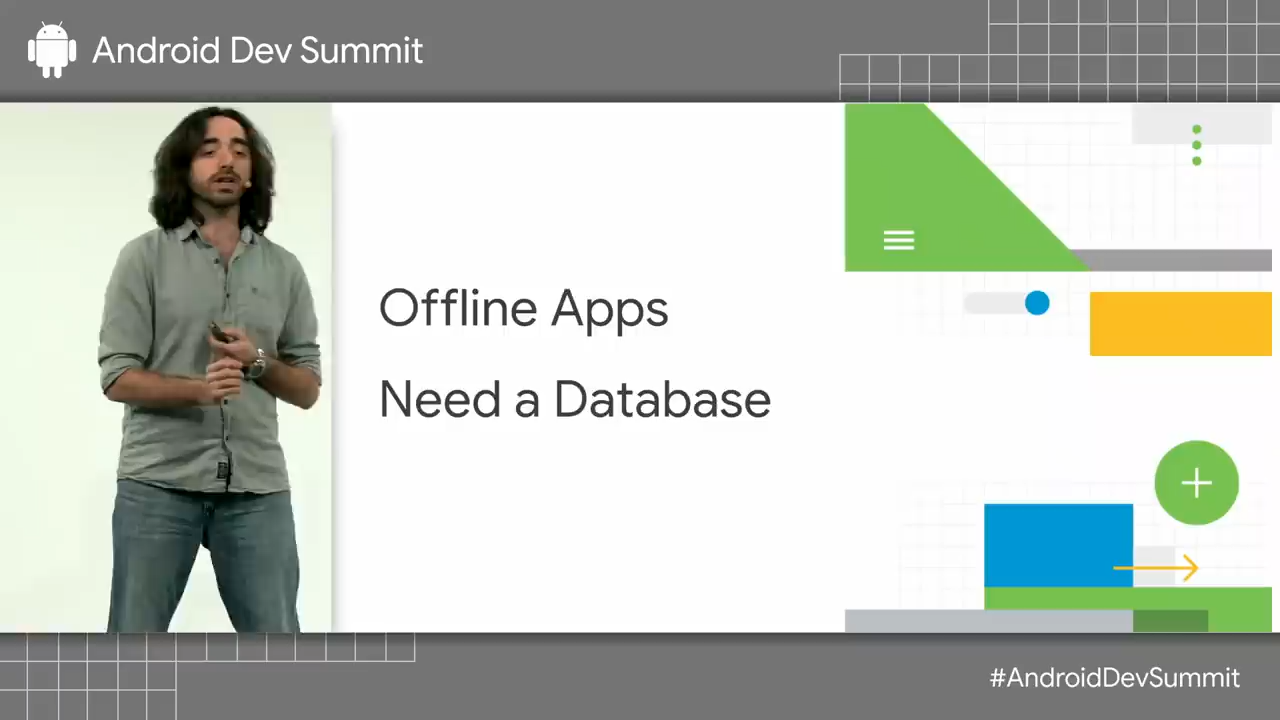 Android Dev Summit
Offline Apps
Need a Database
#AndroidDevSummit